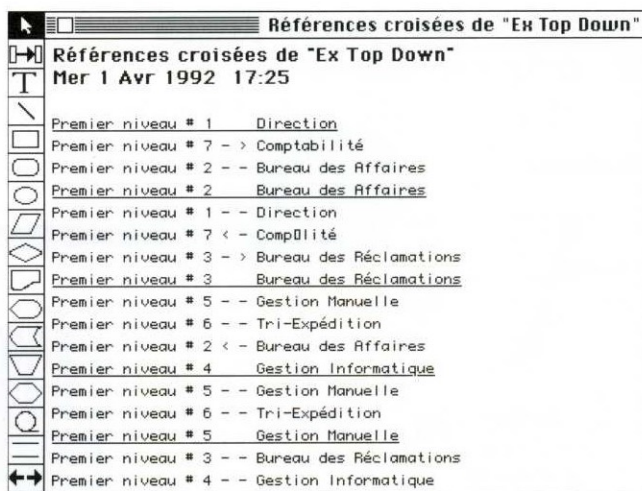 Références croisées de "Ex Top Down"
Références croisées de "Ex Top Down"
Mer 1 Avr 1992 17:25
T
Premier niveau # 1 Direction
Premier niveau # 7 - > Comptabilité
Premier niveau # 2 - - Bureau des Affaires
Premier niveau # 2 Bureau des Affaires
Premier niveau # 1 - - Direction
Premier niveau # 7 < - Comp▯lité
Premier niveau # 3 - > Bureau des Réclamations
Premier niveau # 3 Bureau des Réclamations
Premier niveau # 5 - - Gestion Manuelle
Premier niveau # 6 - - Tri-Expédition
Premier niveau # 2 < - Bureau des Affaires
Premier niveau # 4 Gestion Informatique
Premier niveau # 5 - - Gestion Manuelle
Premier niveau # 6 - - Tri-Expédition
Premier niveau # 5 Gestion Manuelle
Premier niveau # 3 - - Bureau des Réclamations
Premier niveau # 4 - - Gestion Informatique